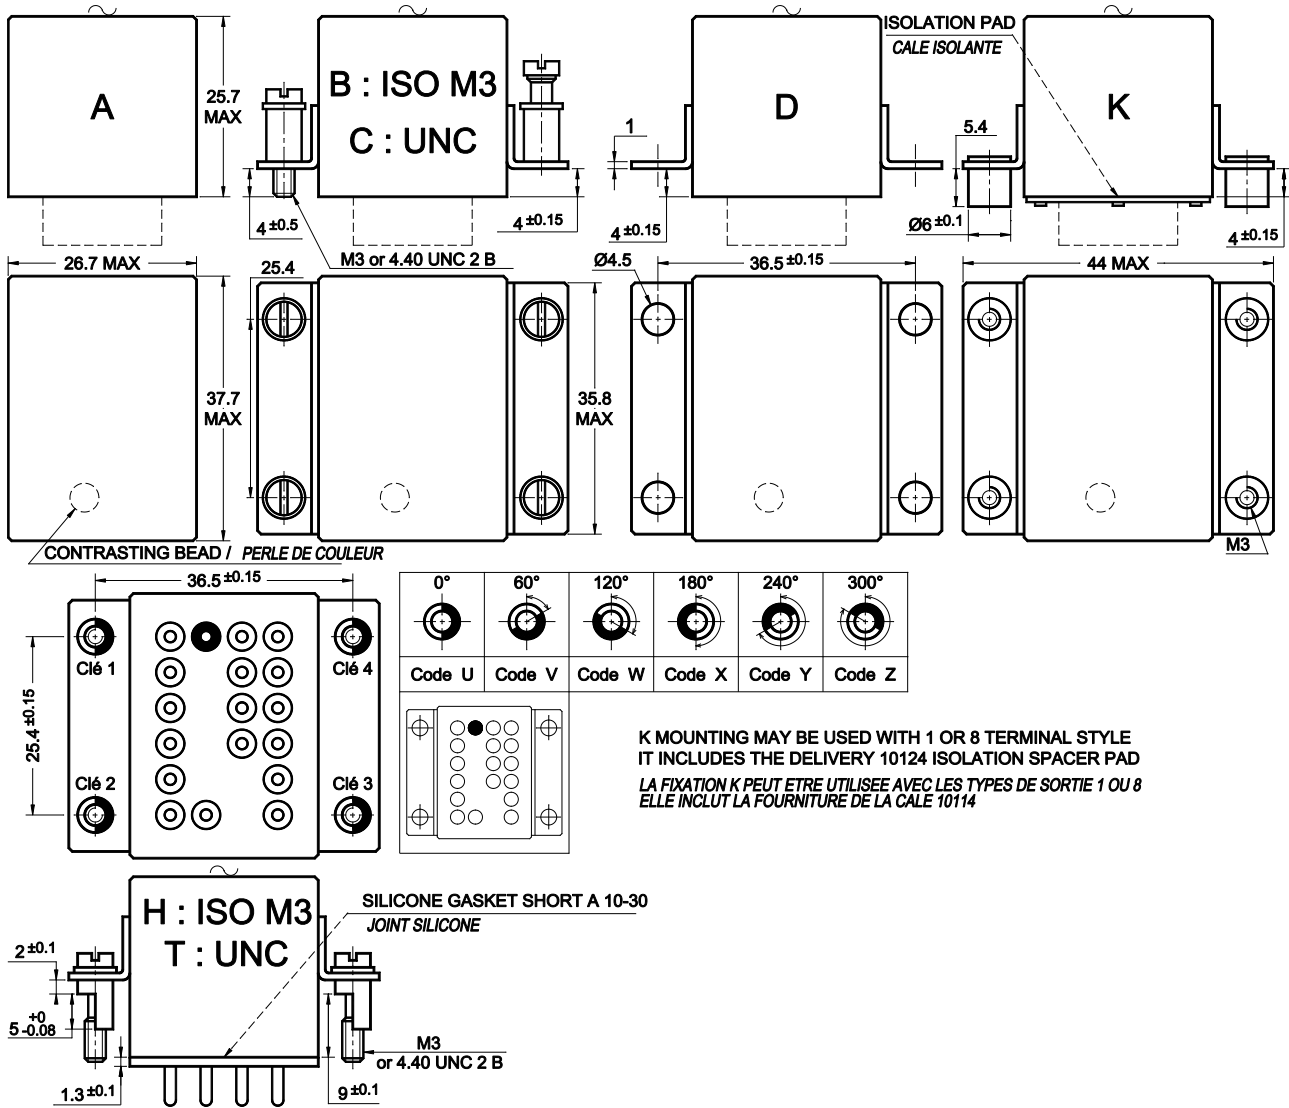 A
25.7
MAX
B : ISO M3
C : UNC
4 ±0.5
4 ±0.15
M3 or 4.40 UNC 2 B
D
1
4 ±0.15
ISOLATION PAD
CALE ISOLANTE
K
5.4
Ø6 ±0.1
4 ±0.15
26.7 MAX
25.4
Ø4.5
36.5 ±0.15
44 MAX
37.7
MAX
35.8
MAX
M3
CONTRASTING BEAD / PERLE DE COULEUR
36.5 ±0.15
25.4 ±0.15
Clé 1
Clé 4
Clé 2
Clé 3
0° 60° 120° 180° 240° 300°
Code U Code V Code W Code X Code Y Code Z
K MOUNTING MAY BE USED WITH 1 OR 8 TERMINAL STYLE
IT INCLUDES THE DELIVERY 10124 ISOLATION SPACER PAD
LA FIXATION K PEUT ETRE UTILISEE AVEC LES TYPES DE SORTIE 1 OU 8
ELLE INCLUT LA FOURNITURE DE LA CALE 10114
H : ISO M3
T : UNC
SILICONE GASKET SHORT A 10-30
JOINT SILICONE
2 ±0.1
5 +0 -0.08
1.3 ±0.1
9 ±0.1
M3
or 4.40 UNC 2 B